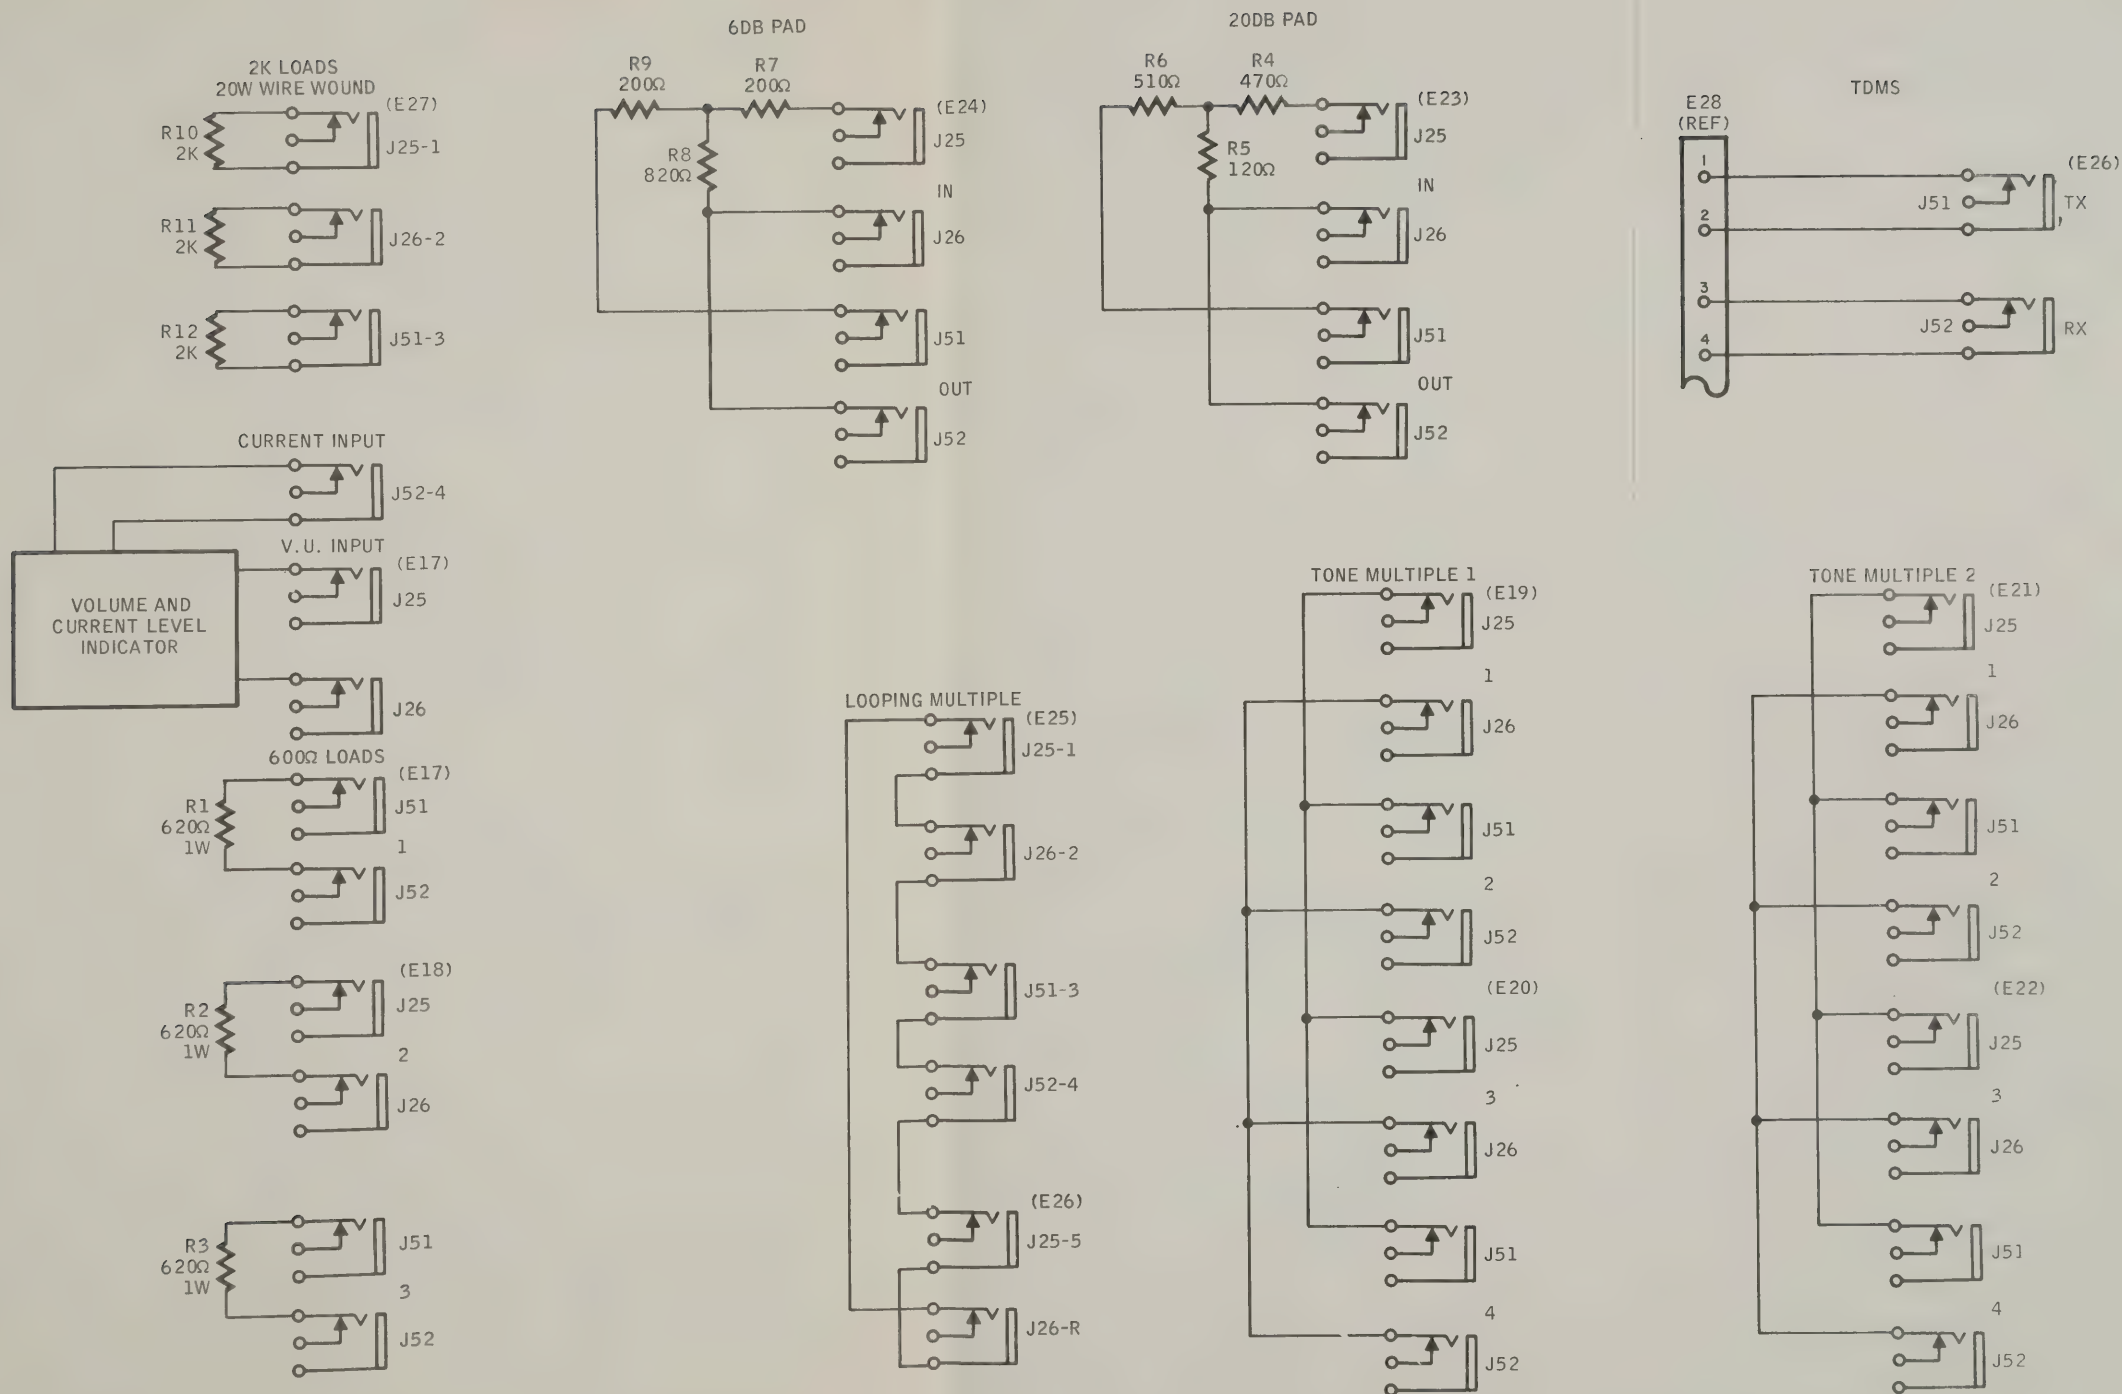 2K LOADS
20W WIRE WOUND
(E27)
R10
2K
J25-1
R11
2K
J26-2
R12
2K
J51-3
CURRENT INPUT
J52-4
V.U. INPUT
(E17)
J25
VOLUME AND
CURRENT LEVEL
INDICATOR
J26
600Ω LOADS
(E17)
R1
620Ω
1W
J51
1
J52
(E18)
R2
620Ω
1W
J25
2
J26
R3
620Ω
1W
J51
3
J52
6DB PAD
R9
200Ω
R7
200Ω
(E24)
J25
R8
820Ω
IN
J26
J51
OUT
J52
LOOPING MULTIPLE
(E25)
J25-1
J26-2
J51-3
J52-4
(E26)
J25-5
J26-R
20DB PAD
R6
510Ω
R4
470Ω
(E23)
J25
R5
120Ω
IN
J26
J51
OUT
J52
TONE MULTIPLE 1
(E19)
J25
1
J26
J51
2
J52
(E20)
J25
3
J26
J51
4
J52
TDMS
E28
(REF)
1
2
3
4
(E26)
J51
TX
J52
RX
TONE MULTIPLE 2
(E21)
J25
1
J26
J51
2
J52
(E22)
J25
3
J26
J51
4
J52